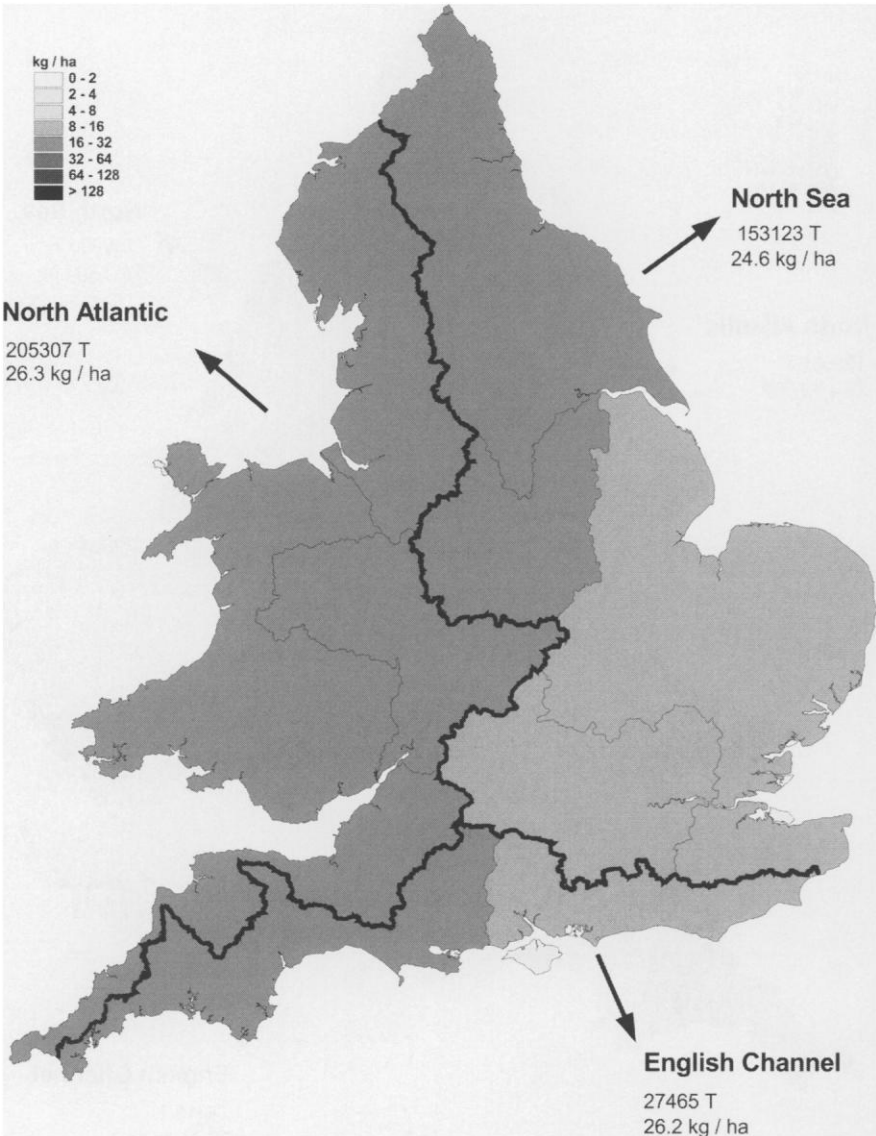 kg / ha
0 - 2
2 - 4
4 - 8
8 - 16
16 - 32
32 - 64
64 - 128
> 128
North Sea
153123 T
24.6 kg / ha
North Atlantic
205307 T
26.3 kg / ha
English Channel
27465 T
26.2 kg / ha